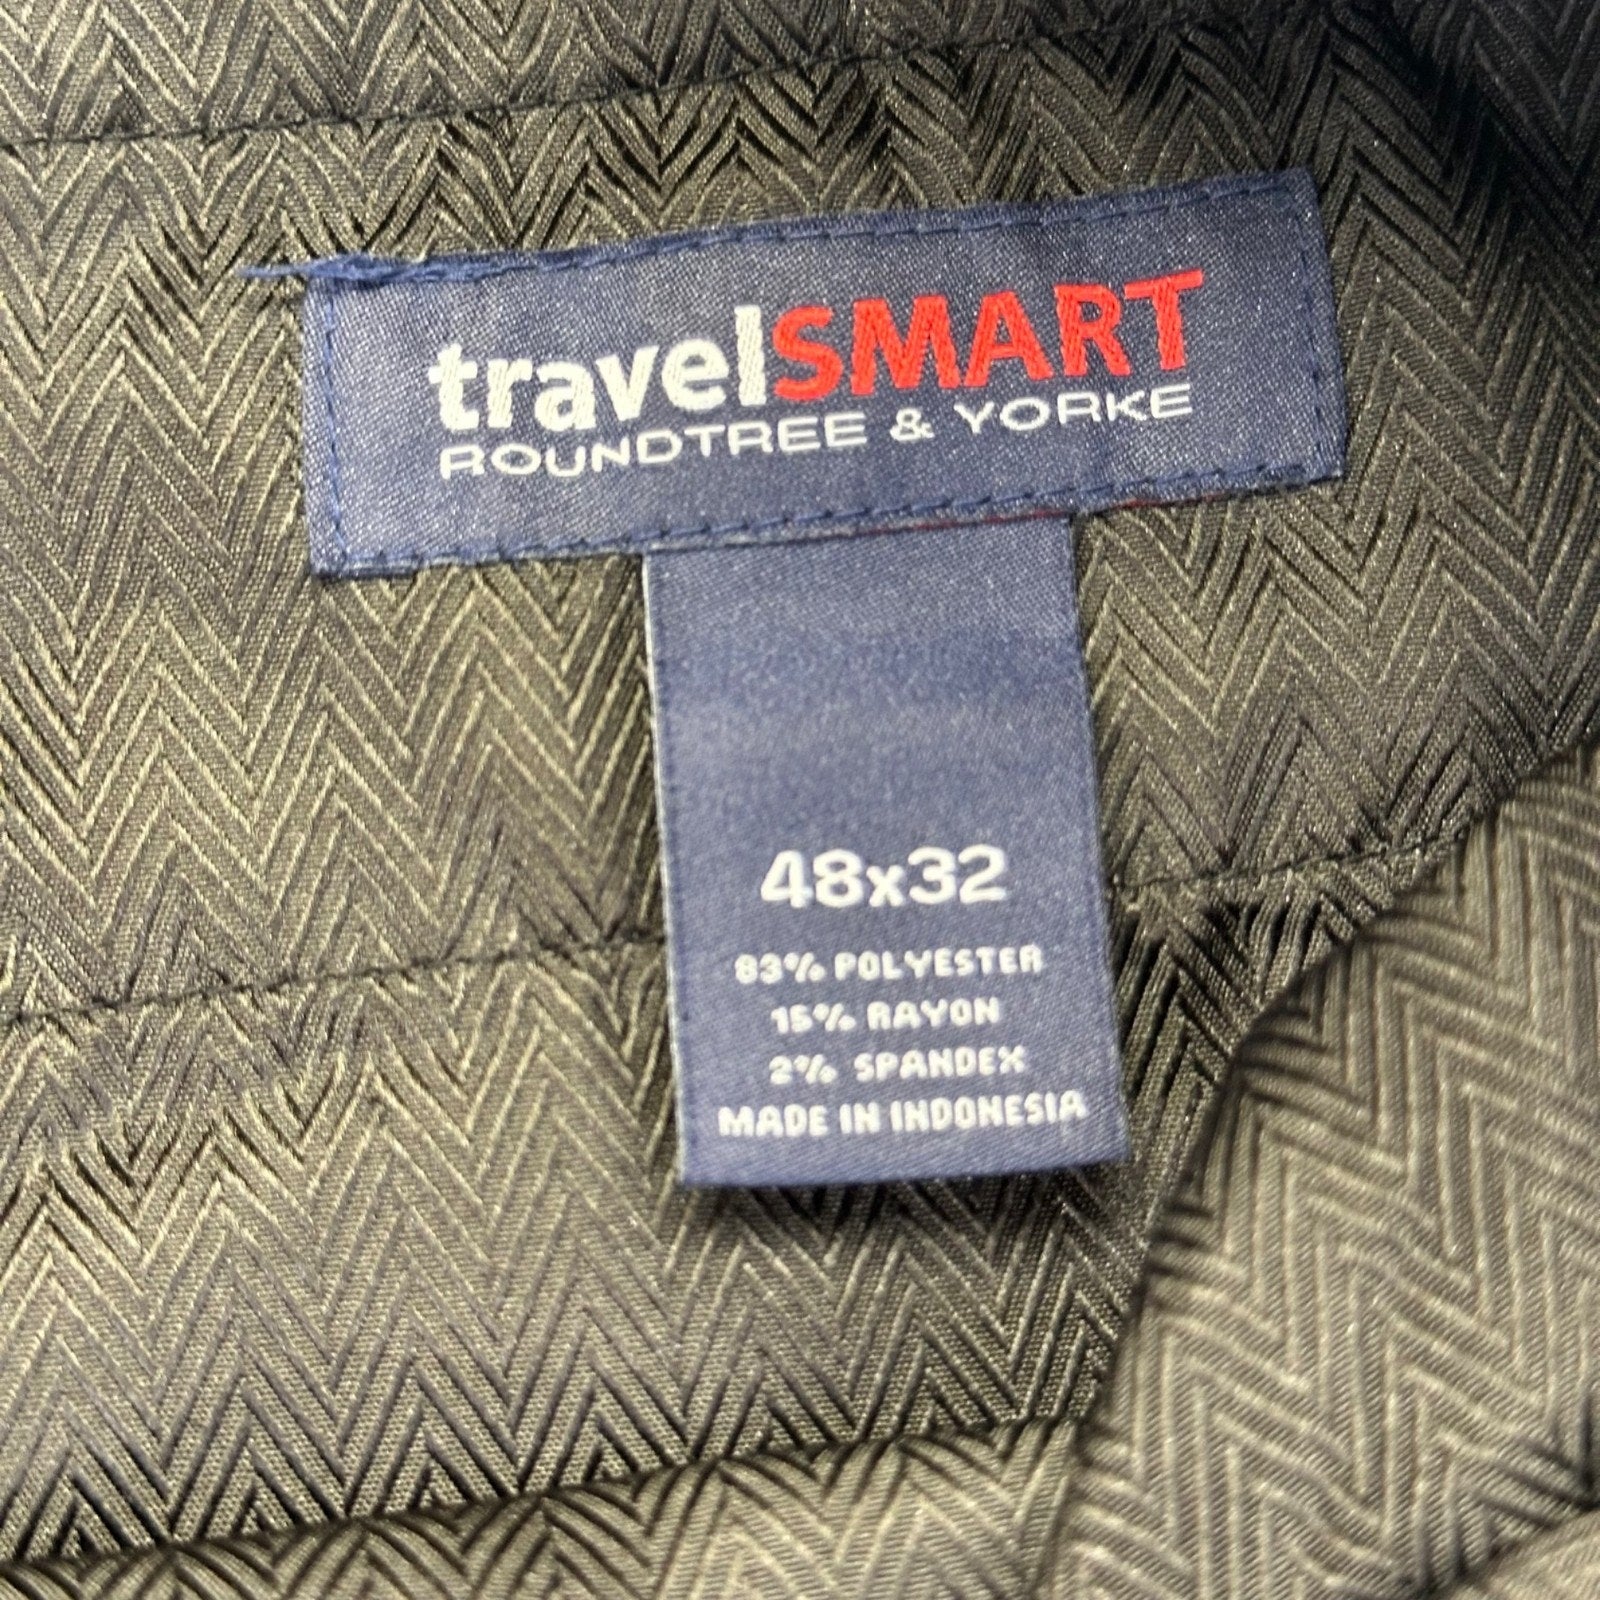 travelSMART
ROUNDTREE & YORKE
48x32
83% POLYESTER
15% RAYON
2% SPANDEX
MADE IN INDONESIA